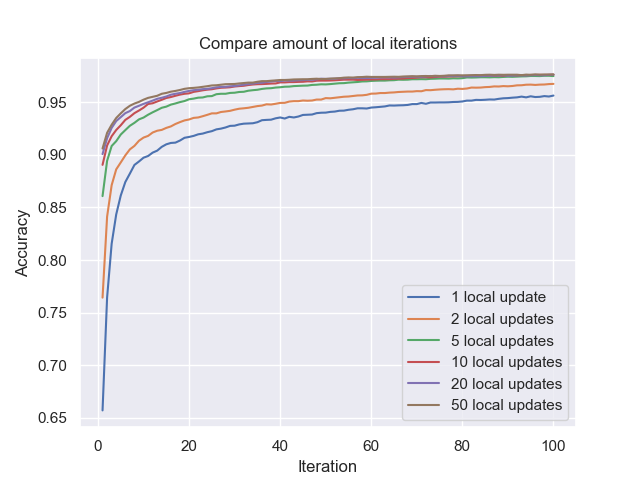 Compare amount of local iterations
Accuracy
0.95
0.90
0.85
0.80
0.75
0.70
0.65
1 local update
2 local updates
5 local updates
10 local updates
20 local updates
50 local updates
0 20 40 60 80 100
Iteration